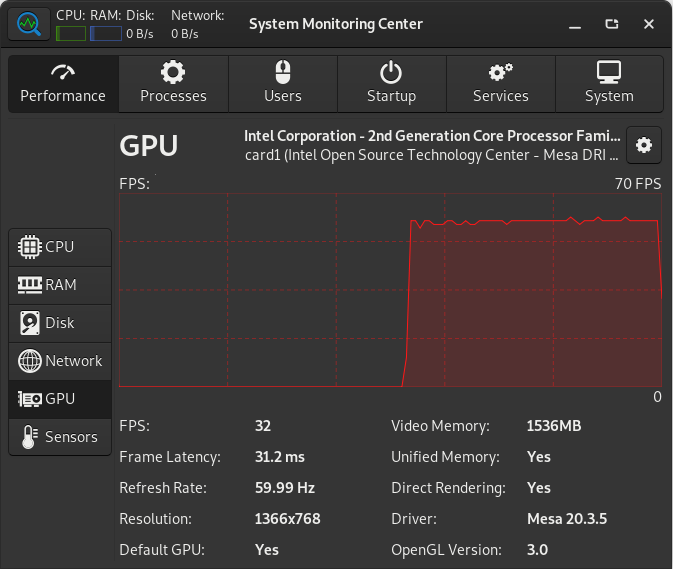 CPU: RAM: Disk: Network:
0 B/s 0 B/s
System Monitoring Center
Performance Processes Users Startup Services System
GPU
Intel Corporation - 2nd Generation Core Processor Fami...
card1 (Intel Open Source Technology Center - Mesa DRI ...
FPS: 70 FPS
CPU
RAM
Disk
Network
GPU
Sensors
0
FPS: 32 Video Memory: 1536MB
Frame Latency: 31.2 ms Unified Memory: Yes
Refresh Rate: 59.99 Hz Direct Rendering: Yes
Resolution: 1366x768 Driver: Mesa 20.3.5
Default GPU: Yes OpenGL Version: 3.0